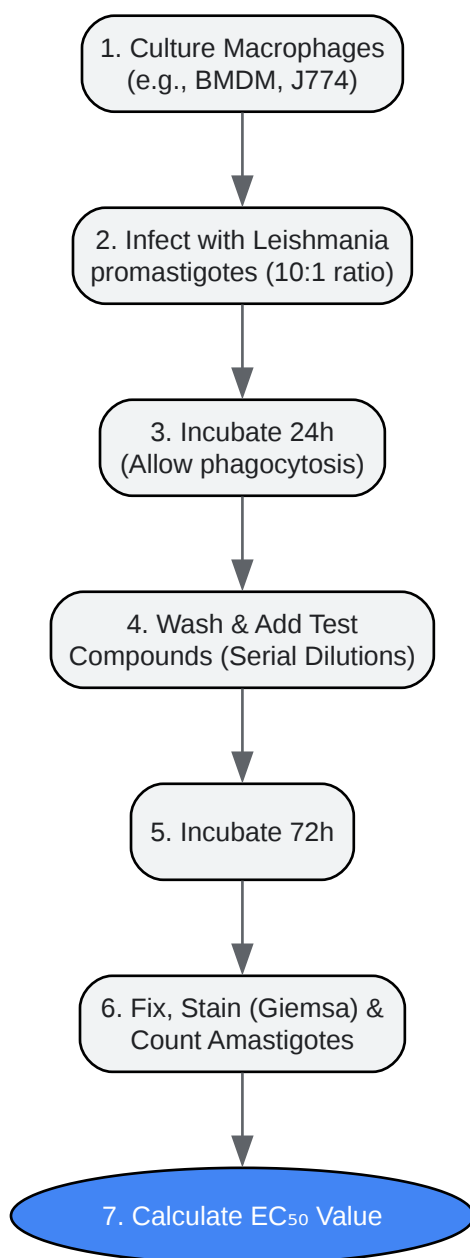 1. Culture Macrophages
(e.g., BMDM, J774)
2. Infect with Leishmania
promastigotes (10:1 ratio)
3. Incubate 24h
(Allow phagocytosis)
4. Wash & Add Test
Compounds (Serial Dilutions)
5. Incubate 72h
6. Fix, Stain (Giemsa) &
Count Amastigotes
7. Calculate EC₅₀ Value